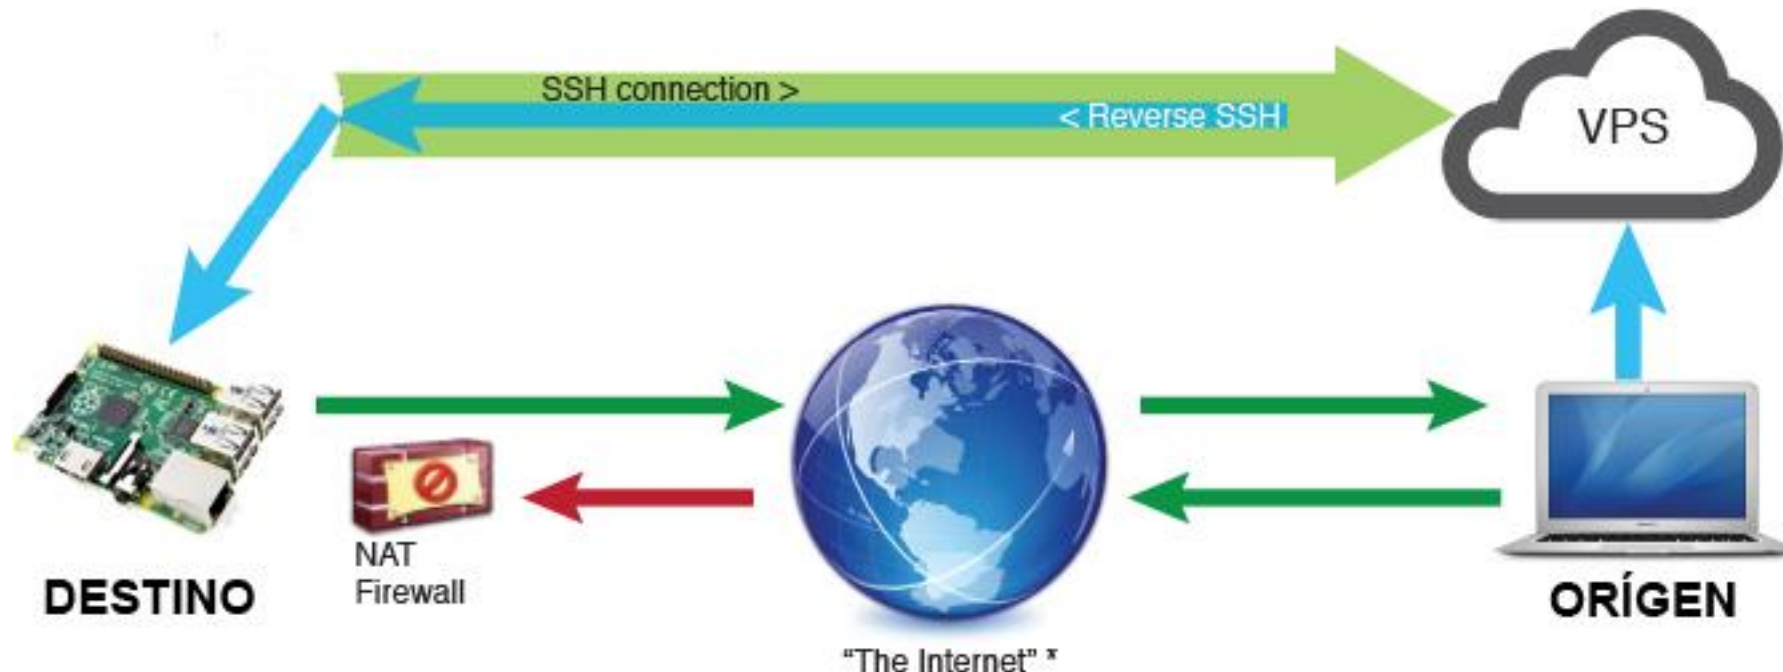 SSH connection >
< Reverse SSH
VPS
NAT
Firewall
DESTINO
ORÍGEN
“The Internet” *